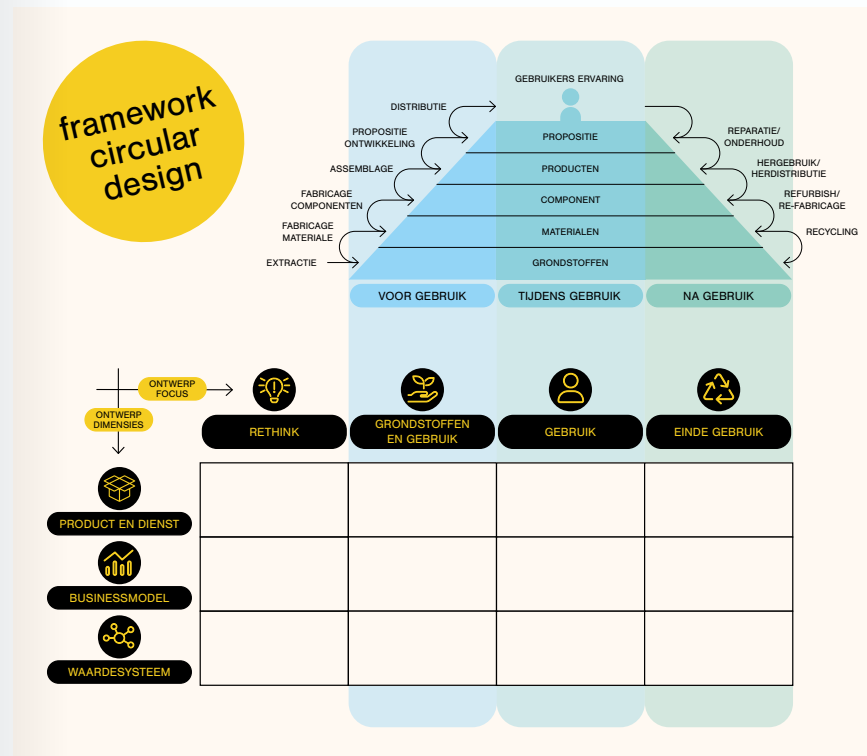 framework
circular
design
GEBRUIKERS ERVARING
DISTRIBUTIE
PROPOSITIE
ONTWIKKELING
ASSEMBLAGE
FABRICAGE
COMPONENTEN
FABRICAGE
MATERIALE
EXTRACTIE
PROPOSITIE
PRODUCTEN
COMPONENT
MATERIALEN
GRONDSTOFFEN
REPARATIE/
ONDERHOUD
HERGEBRUIK/
HERDISTRIBUTIE
REFURBISH/
RE-FABRICAGE
RECYCLING
VOOR GEBRUIK
TIJDENS GEBRUIK
NA GEBRUIK
ONTWERP
FOCUS
ONTWERP
DIMENSIES
RETHINK
GRONDSTOFFEN
EN GEBRUIK
GEBRUIK
EINDE GEBRUIK
PRODUCT EN DIENST
BUSINESSMODEL
WAARDESYSTEEM